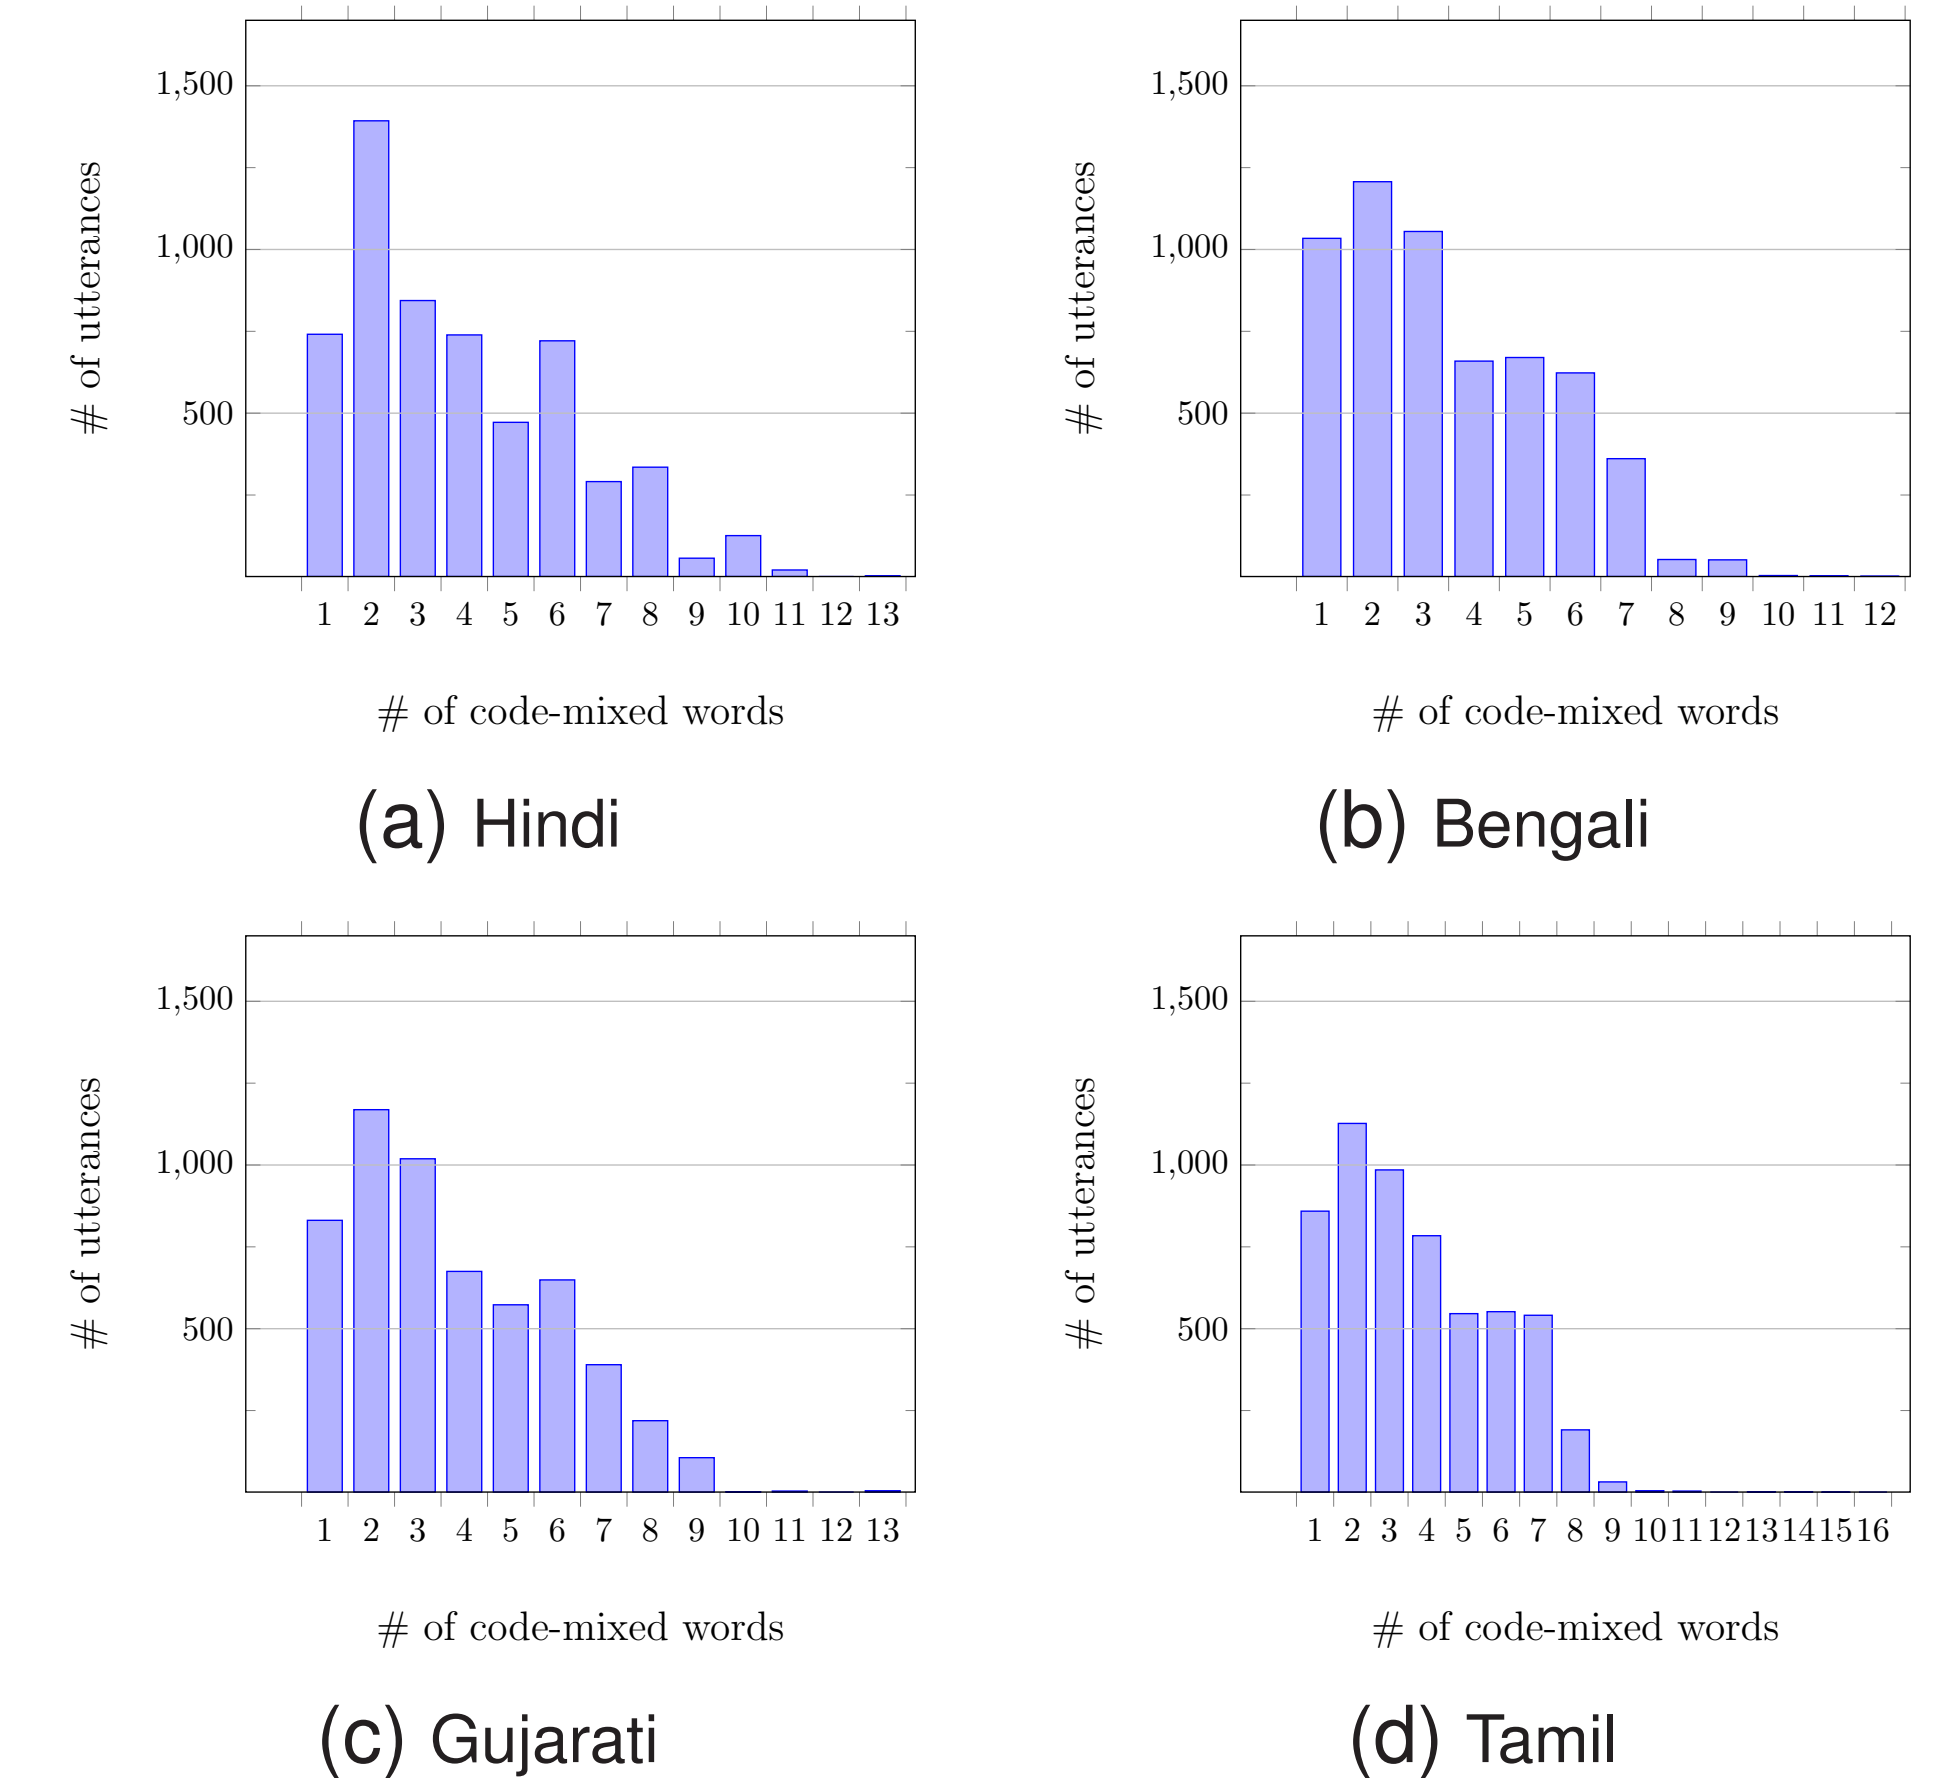 1,500
1,000
500
# of utterances
1 2 3 4 5 6 7 8 9 10 11 12 13
# of code-mixed words
(a) Hindi
1,500
1,000
500
# of utterances
1 2 3 4 5 6 7 8 9 10 11 12
# of code-mixed words
(b) Bengali
1,500
1,000
500
# of utterances
1 2 3 4 5 6 7 8 9 10 11 12 13
# of code-mixed words
(c) Gujarati
1,500
1,000
500
# of utterances
1 2 3 4 5 6 7 8 9 10 11 12 13 14 15 16
# of code-mixed words
(d) Tamil